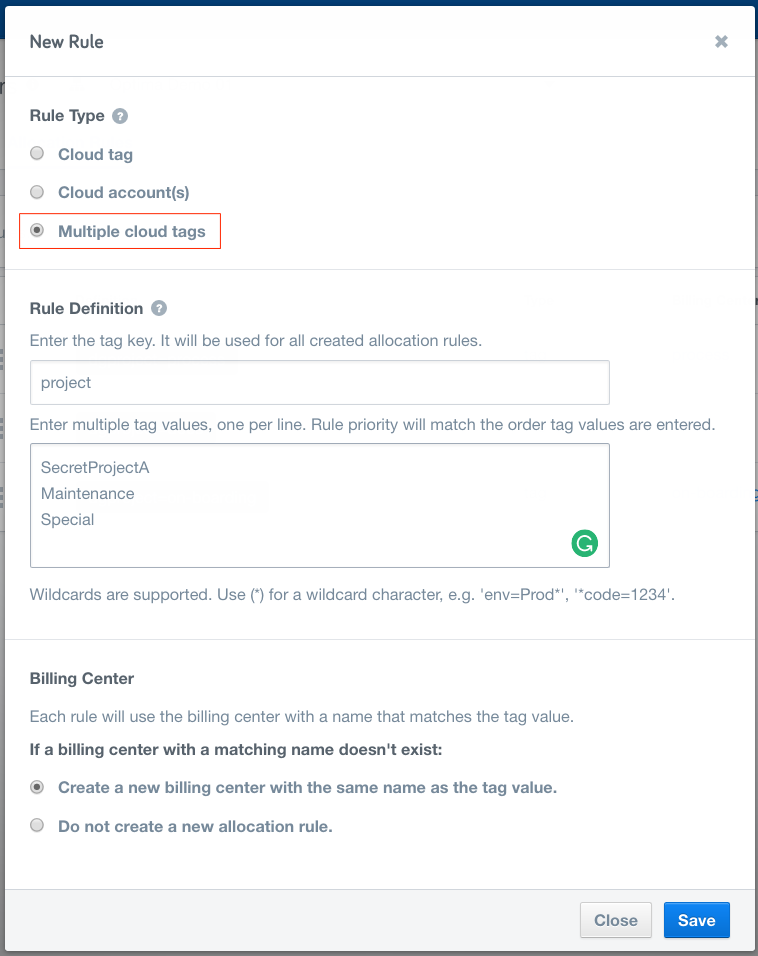 New Rule
Rule Type
Cloud tag
Cloud account(s)
Multiple cloud tags
Rule Definition
Enter the tag key. It will be used for all created allocation rules.
project
Enter multiple tag values, one per line. Rule priority will match the order tag values are entered.
SecretProjectA
Maintenance
Special
Wildcards are supported. Use (*) for a wildcard character, e.g. 'env=Prod*', '*code=1234'.
Billing Center
Each rule will use the billing center with a name that matches the tag value.
If a billing center with a matching name doesn't exist:
Create a new billing center with the same name as the tag value.
Do not create a new allocation rule.
Close Save